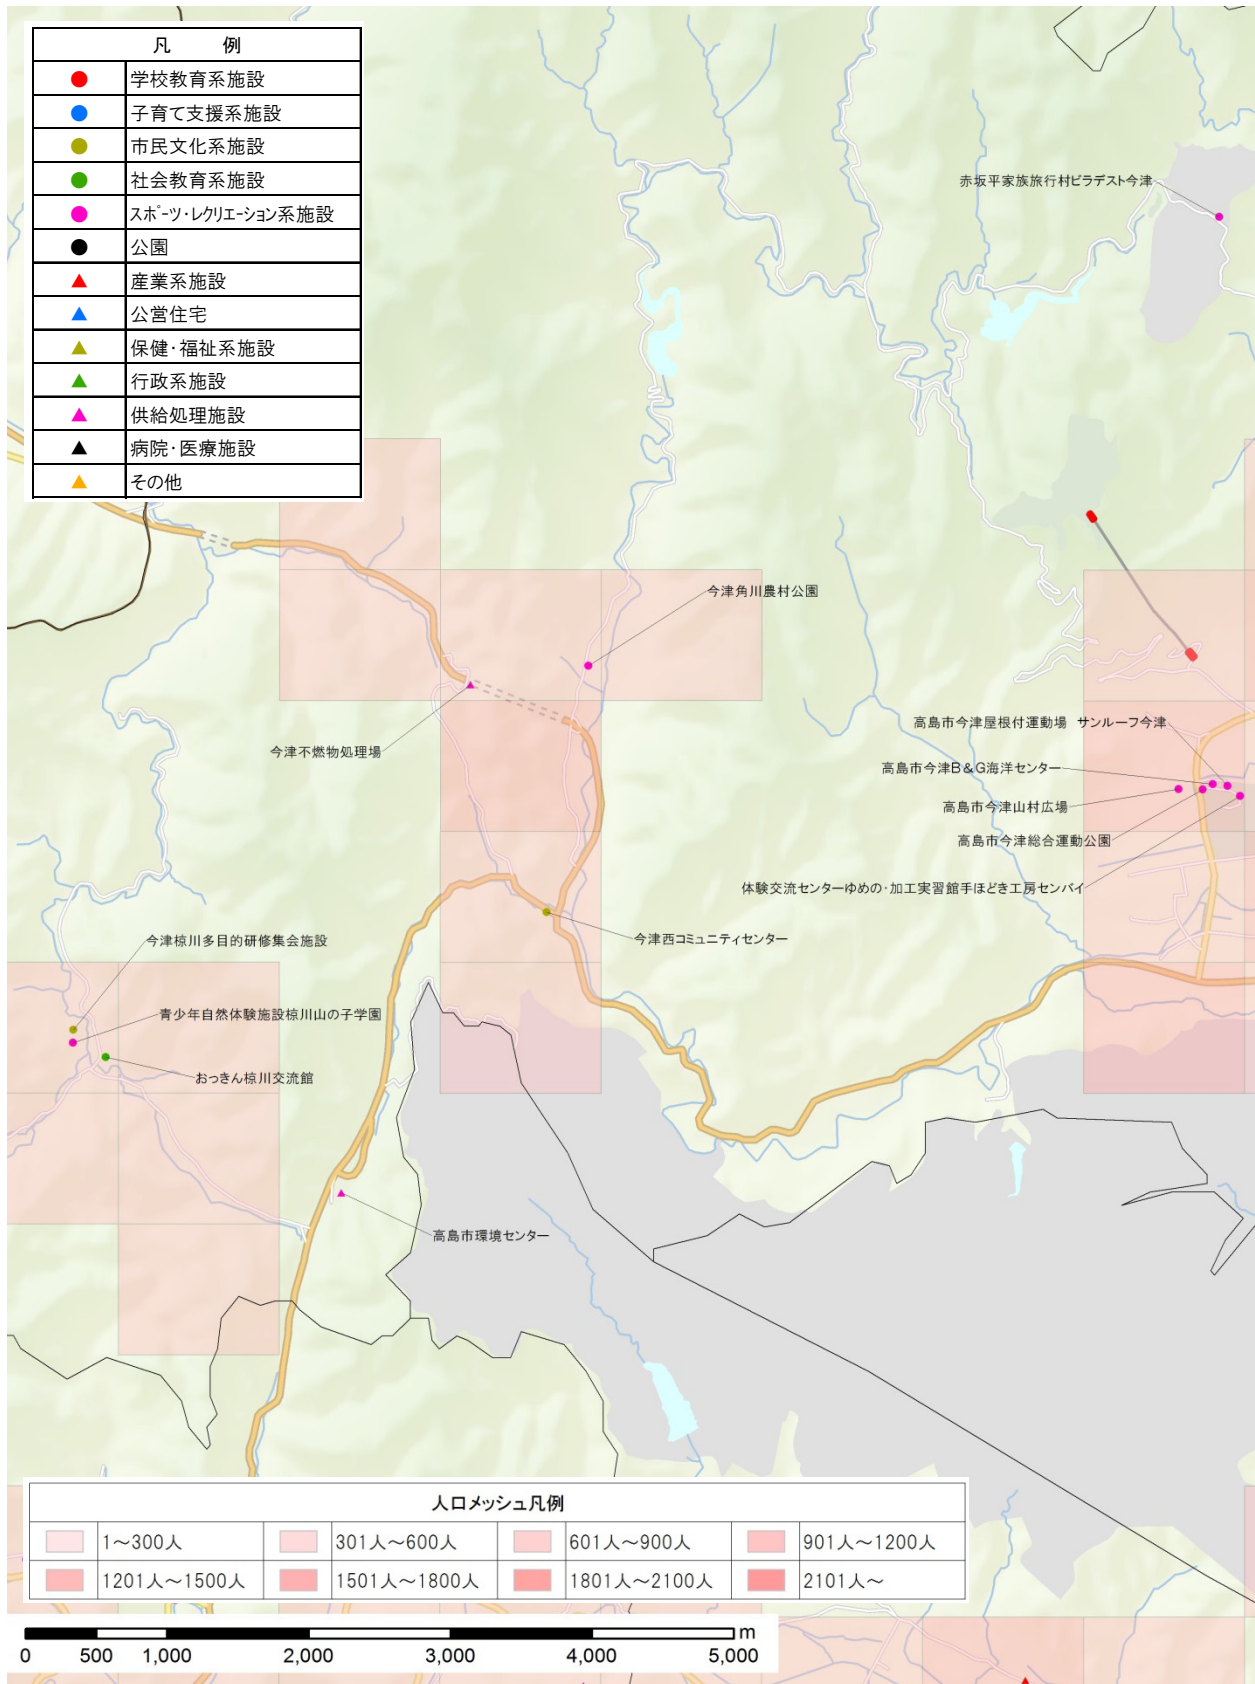 凡　例
学校教育系施設
子育て支援系施設
市民文化系施設
社会教育系施設
スポーツ・レクリエーション系施設
公園
産業系施設
公営住宅
保健・福祉系施設
行政系施設
供給処理施設
病院・医療施設
その他
赤坂平家族旅行村ビラデスト今津
今津角川農村公園
高島市今津屋根付運動場　サンルーフ今津
今津不燃物処理場
高島市今津B＆G海洋センター
高島市今津山村広場
高島市今津総合運動公園
体験交流センターゆめの・加工実習館手ほどき工房センバイ
今津西コミュニティセンター
今津椋川多目的研修集会施設
青少年自然体験施設椋川山の子学園
おっきん椋川交流館
高島市環境センター
人口メッシュ凡例
1～300人 301人～600人 601人～900人 901人～1200人
1201人～1500人 1501人～1800人 1801人～2100人 2101人～
m
0 500 1,000 2,000 3,000 4,000 5,000